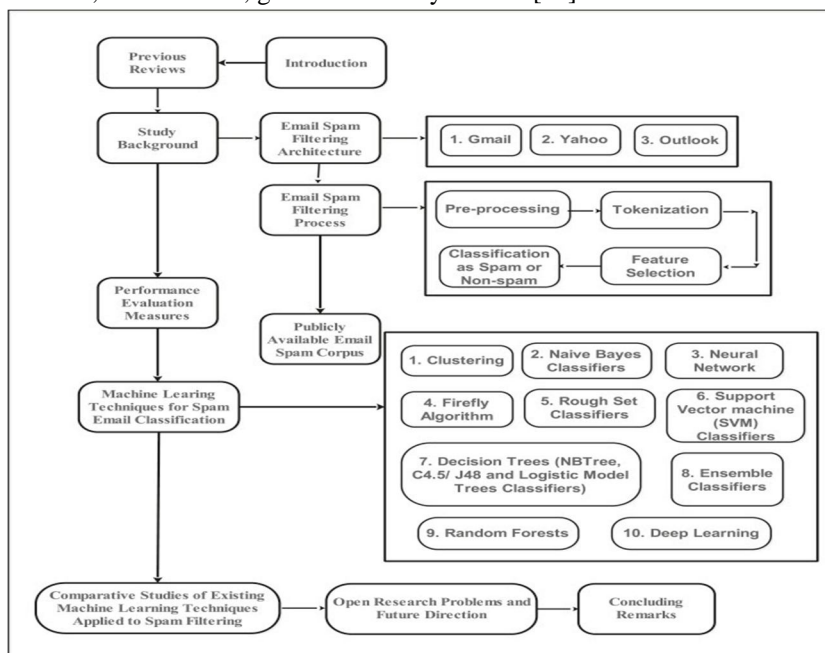 Previous
Reviews
Introduction
Study
Background
Email Spam
Filtering
Architecture
1. Gmail
2. Yahoo
3. Outlook
Email Spam
Filtering
Process
Pre-processing
Tokenization
Classification
as Spam or
Non-spam
Feature
Selection
Performance
Evaluation
Measures
Publicly
Available Email
Spam Corpus
Machine Learing
Techniques for Spam
Email Classification
1. Clustering
2. Naive Bayes
Classifiers
3. Neural
Network
4. Firefly
Algorithm
5. Rough Set
Classifiers
6. Support
Vector machine
(SVM)
Classifiers
7. Decision Trees (NBTree,
C4.5/ J48 and Logistic Model
Trees Classifiers)
8. Ensemble
Classifiers
9. Random Forests
10. Deep Learning
Comparative Studies of Existing
Machine Learning Techniques
Applied to Spam Filtering
Open Research Problems and
Future Direction
Concluding
Remarks